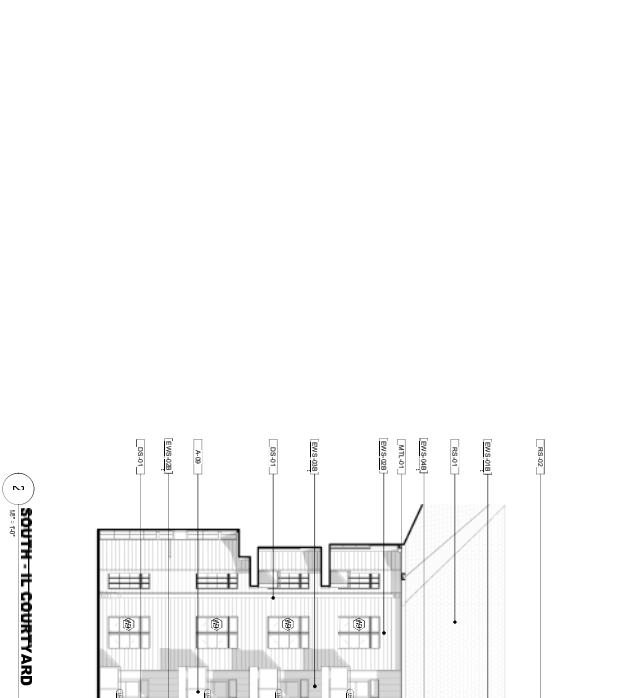 DS-01
EWS-03B
A-09
DS-01
EWS-03B
EWS-02B
MTL-01
EWS-04B
RS-01
EWS-01B
RS-02
2
SOUTH - IL COURTYARD